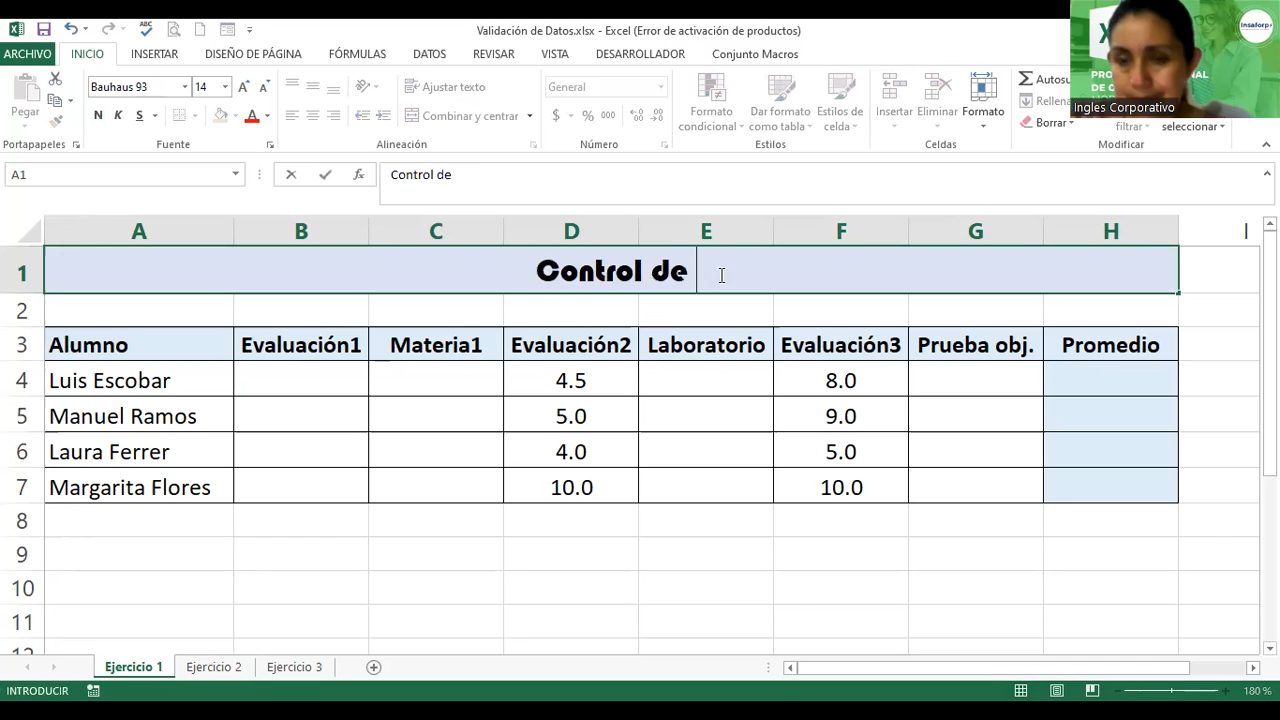 Validación de Datos.xlsx - Excel (Error de activación de productos)
ARCHIVO INICIO INSERTAR DISEÑO DE PÁGINA FÓRMULAS DATOS REVISAR VISTA DESARROLLADOR Conjunto Macros
Pegar
Portapapeles
Bauhaus 93 14
N K S
Fuente
Ajustar texto
Combinar y centrar
Alineación
General
$ % 000
Número
Formato condicional
Dar formato como tabla
Estilos de celda
Estilos
Insertar Eliminar Formato
Celdas
Autosu
Rellena
Borrar
filtrar seleccionar
Modificar
insaforp
Ingles Corporativo
A1 fx Control de
A B C D E F G H I
1 Control de
2
3 Alumno Evaluación1 Materia1 Evaluación2 Laboratorio Evaluación3 Prueba obj. Promedio
4 Luis Escobar 4.5 8.0
5 Manuel Ramos 5.0 9.0
6 Laura Ferrer 4.0 5.0
7 Margarita Flores 10.0 10.0
8
9
10
11
12
Ejercicio 1 Ejercicio 2 Ejercicio 3
INTRODUCIR 180 %